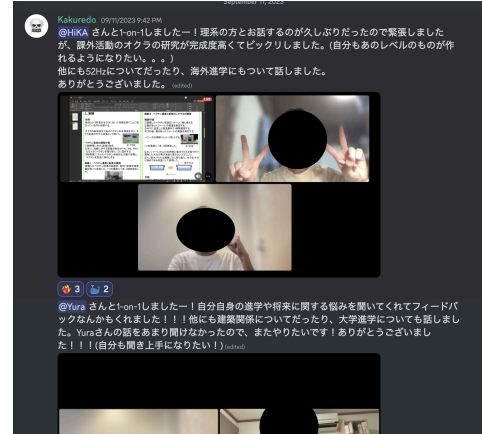 September 11, 2023
Kakuredo 09/11/2023 9:42 PM
@HiKA さんと1-on-1しましたー！理系の方とお話するのが久しぶりだったので緊張しました
が、課外活動のオクラの研究が完成度高くてビックリしました。(自分もあのレベルのものが作
れるようになりたい。。。)
他にも52Hzについてだったり、海外進学にもついて話しました。
ありがとうございました。 (edited)
3 2
@Yura さんと1-on-1しましたー！自分自身の進学や将来に関する悩みを聞いてくれてフィードバ
ックなんかもくれました！！！他にも建築関係についてだったり、大学進学についても話しまし
た。Yuraさんの話をあまり聞けなかったので、またやりたいです！ありがとうございまし
た！！！(自分も聞き上手になりたい！) (edited)